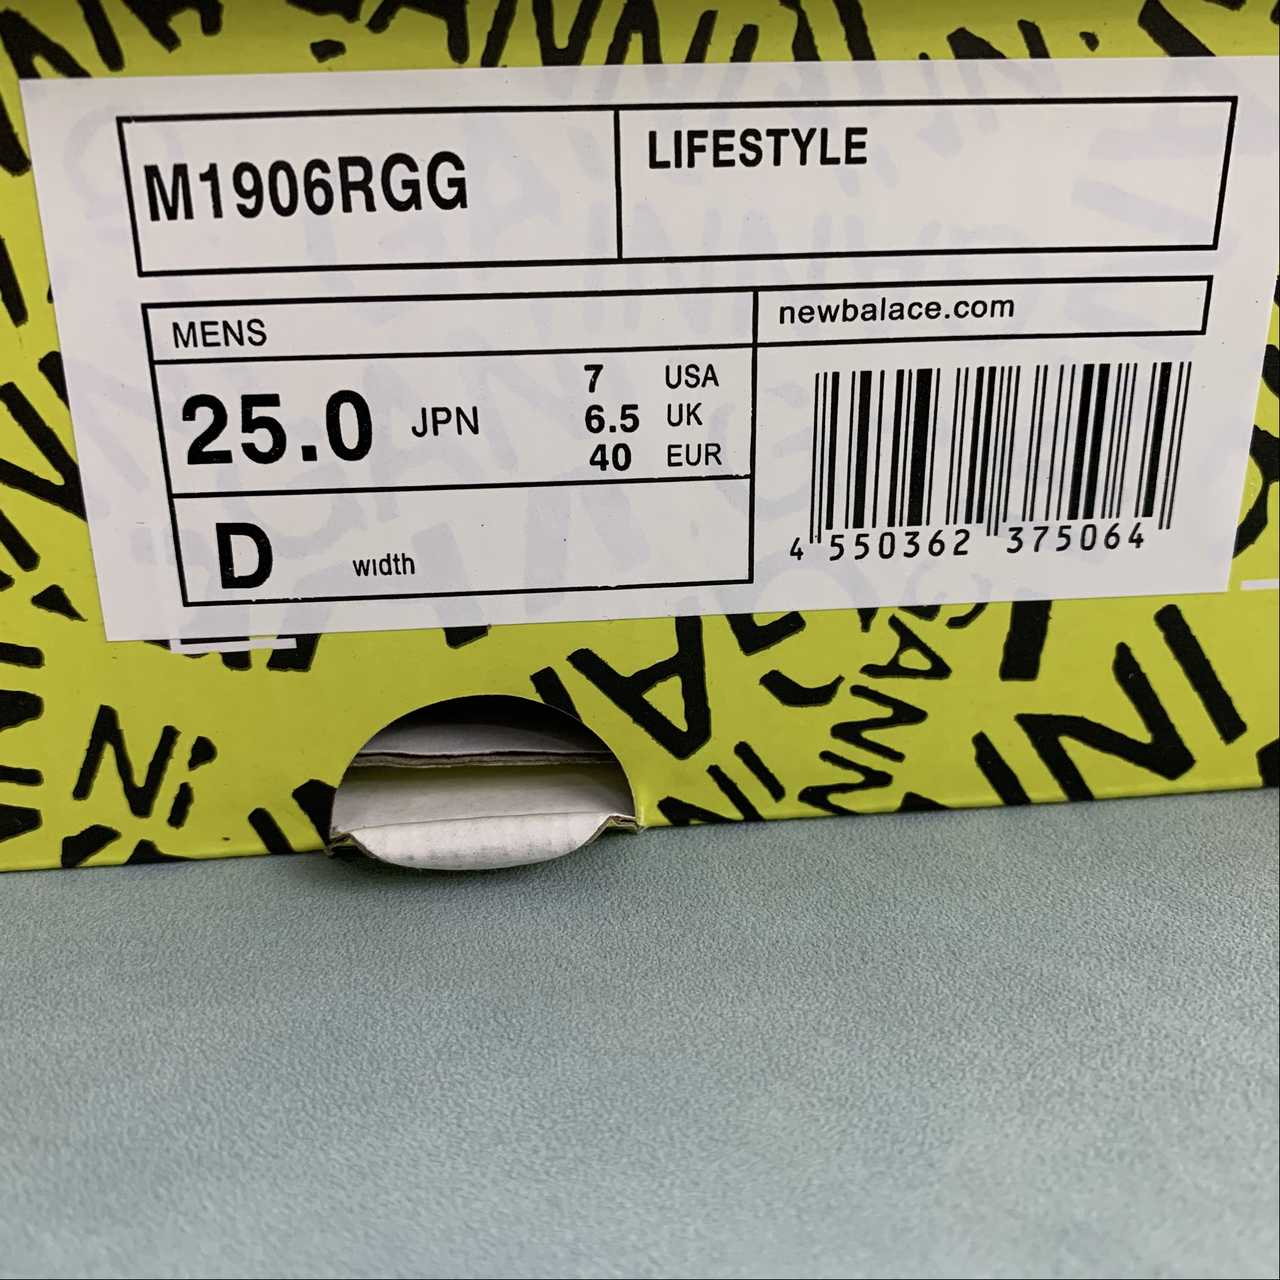 M1906RGG
LIFESTYLE
MENS
newbalace.com
25.0 JPN
7 USA
6.5 UK
40 EUR
D width
4 550362 375064